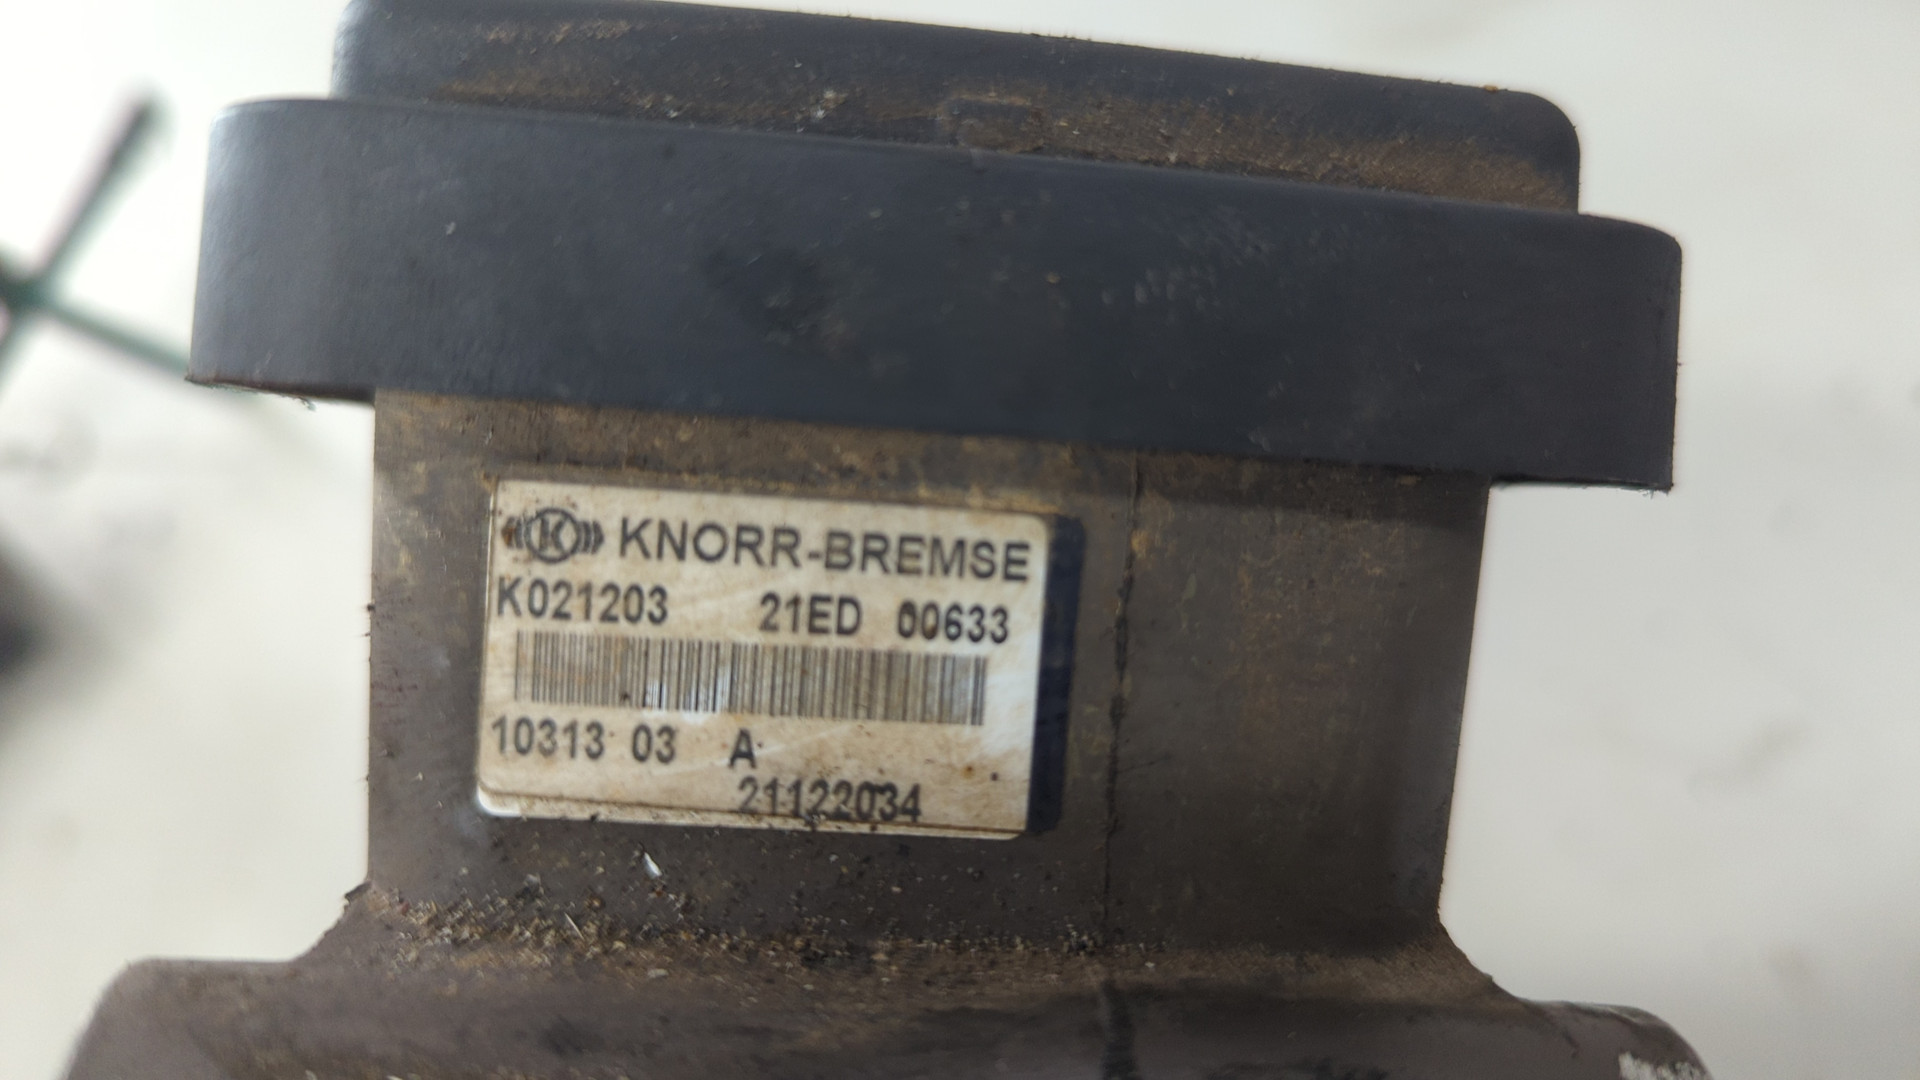 K KNORR-BREMSE
K021203 21ED 00633
10313 03 A
21122034